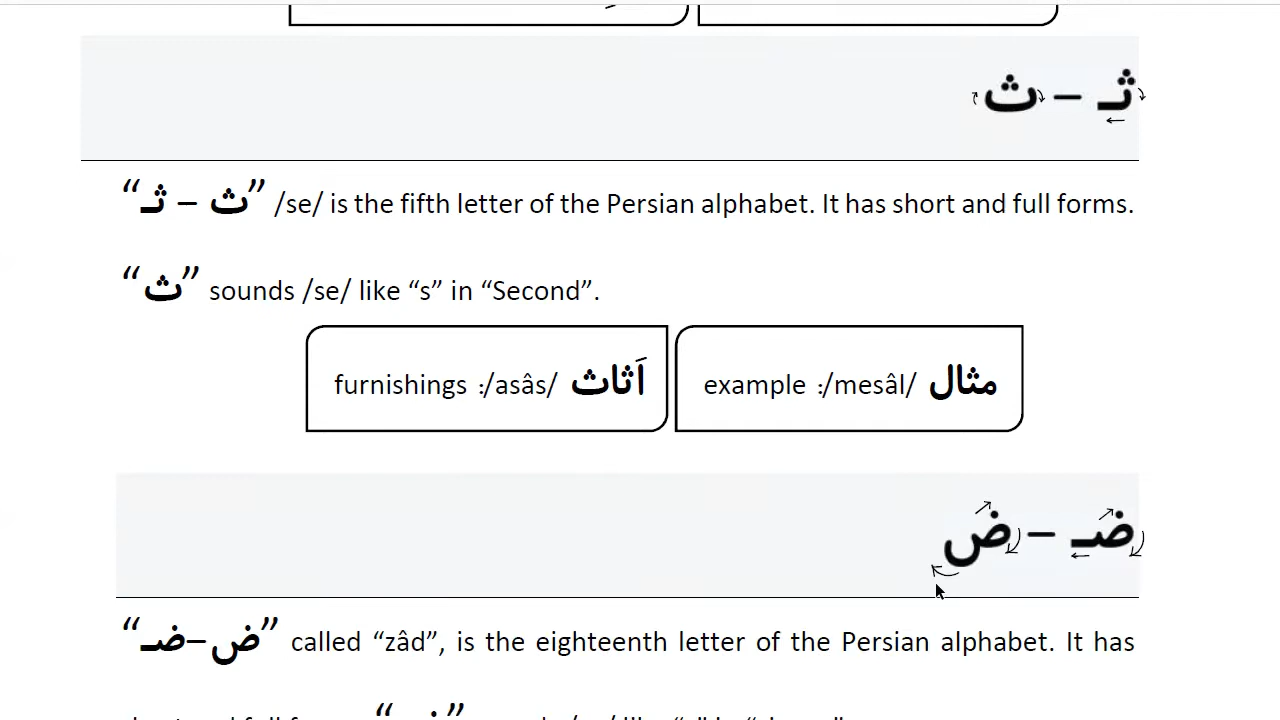 ثـ – ث
“ثـ – ث” /se/ is the fifth letter of the Persian alphabet. It has short and full forms.
“ث” sounds /se/ like “s” in “Second”.
furnishings :/asâs/ اَثاث
example :/mesâl/ مثال
ضـ – ض
“ضـ–ض” called “zâd”, is the eighteenth letter of the Persian alphabet. It has